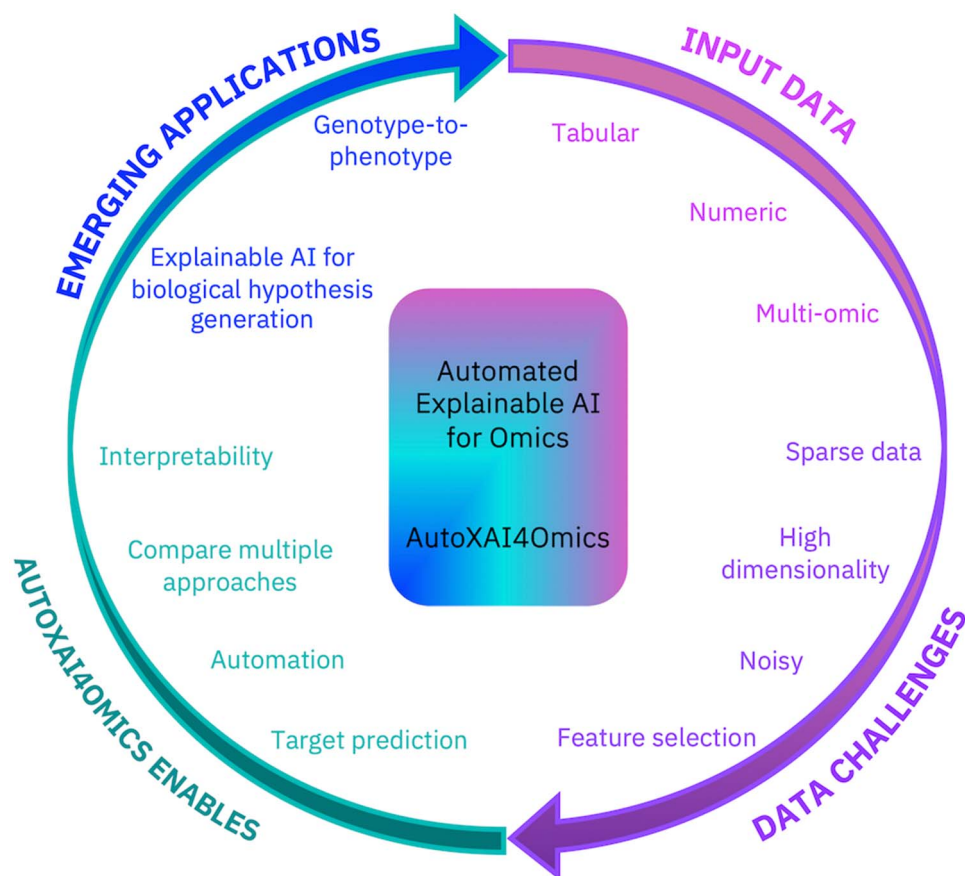 EMERGING APPLICATIONS
INPUT DATA
Genotype-to-
phenotype
Tabular
Numeric
Explainable AI for
biological hypothesis
generation
Multi-omic
Automated
Explainable AI
for Omics
AutoXAI4Omics
Interpretability
Sparse data
Compare multiple
approaches
High
dimensionality
Automation
Noisy
Target prediction
Feature selection
AUTOXAI4OMICS ENABLES
DATA CHALLENGES